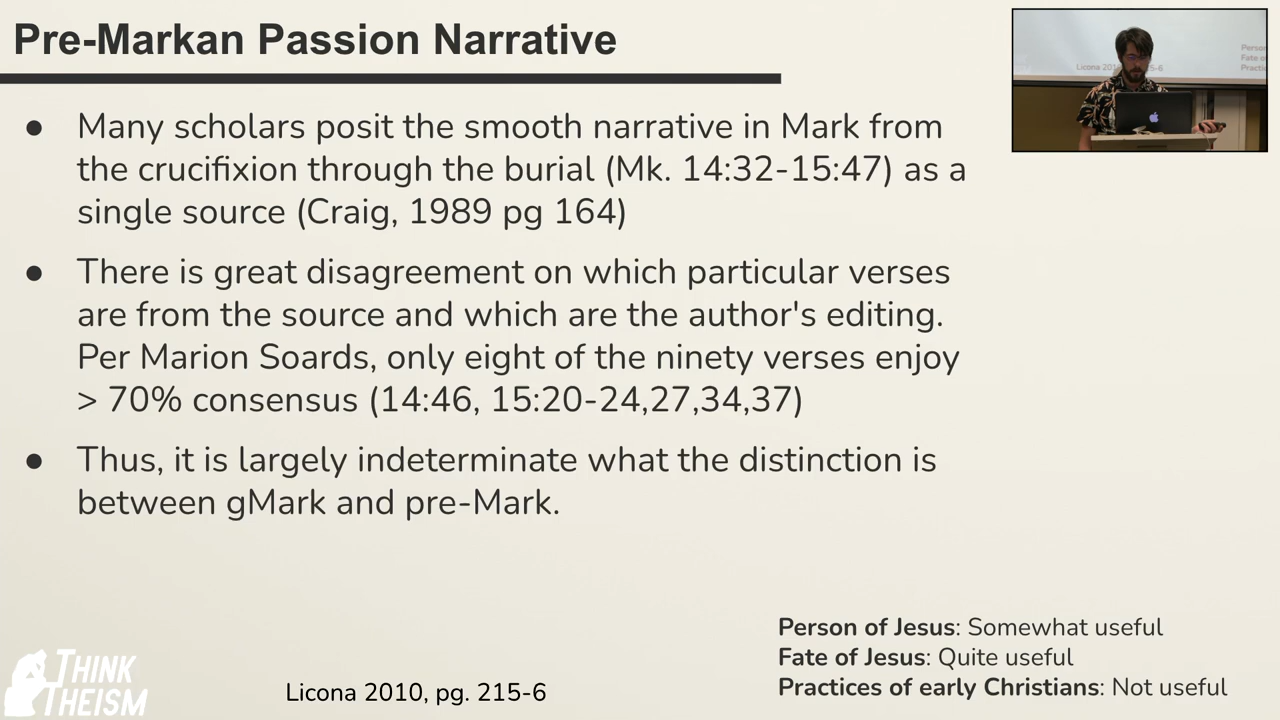 Pre-Markan Passion Narrative
● Many scholars posit the smooth narrative in Mark from
the crucifixion through the burial (Mk. 14:32-15:47) as a
single source (Craig, 1989 pg 164)
● There is great disagreement on which particular verses
are from the source and which are the author's editing.
Per Marion Soards, only eight of the ninety verses enjoy
> 70% consensus (14:46, 15:20-24,27,34,37)
● Thus, it is largely indeterminate what the distinction is
between gMark and pre-Mark.
Person of Jesus: Somewhat useful
Fate of Jesus: Quite useful
Practices of early Christians: Not useful
Licona 2010, pg. 215-6
THINK
THEISM